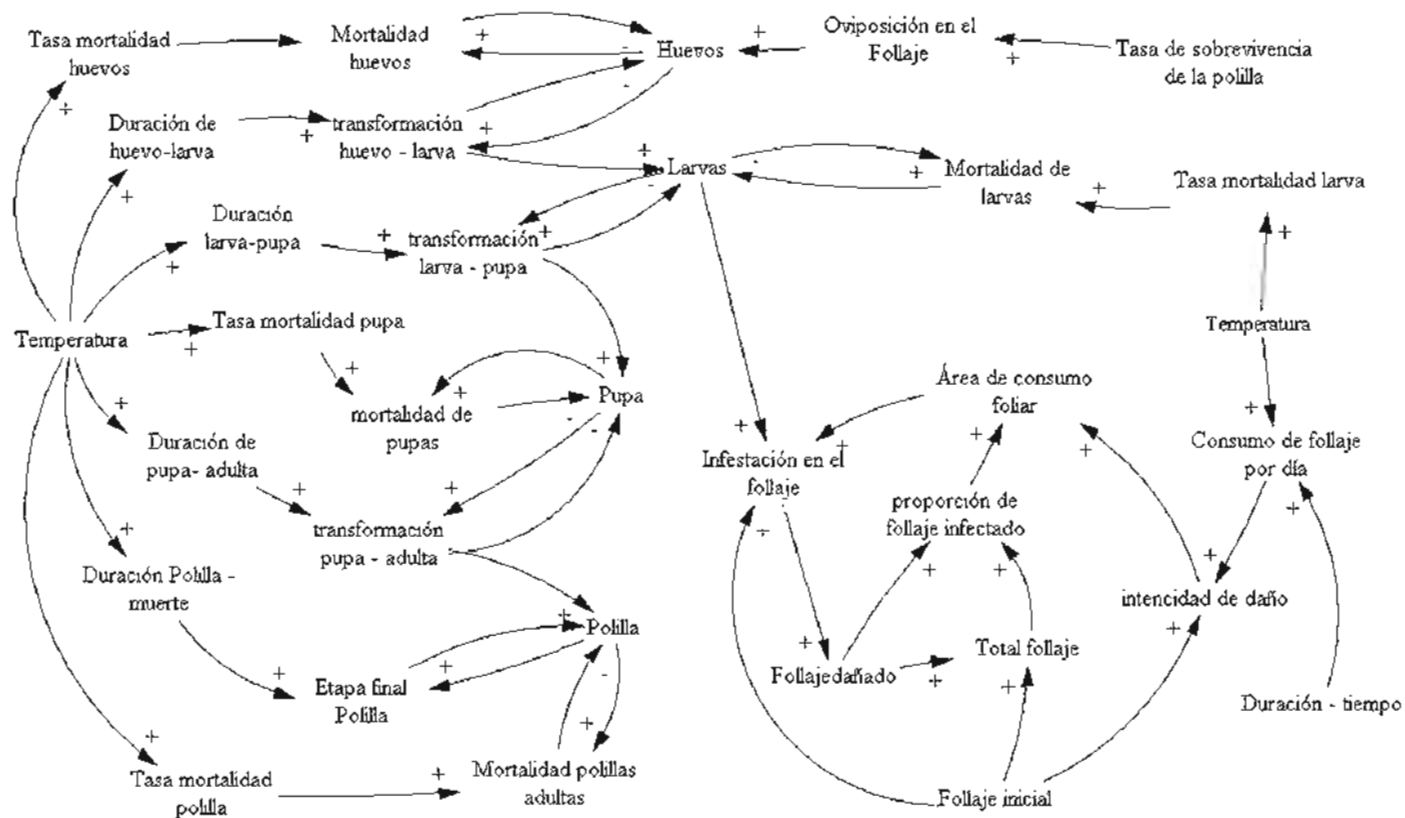 Tasa mortalidad
huevos
Mortalidad
huevos
Huevos
Oviposición en el
Follaje
Tasa de sobrevivencia
de la polilla
Duración de
huevo-larva
transformación
huevo - larva
Larvas
Mortalidad de
larvas
Tasa mortalidad larva
Duración
larva-pupa
transformación
larva - pupa
Temperatura
Tasa mortalidad pupa
Temperatura
mortalidad de
pupas
Pupa
Área de consumo
foliar
Duración de
pupa- adulta
Infestación en el
follaje
Consumo de follaje
por día
transformación
pupa - adulta
proporción de
follaje infectado
Duración Polilla -
muerte
intencidad de daño
Polilla
Etapa final
Polilla
Follajedañado
Total follaje
Duración - tiempo
Tasa mortalidad
polilla
Mortalidad polillas
adultas
Follaje inicial